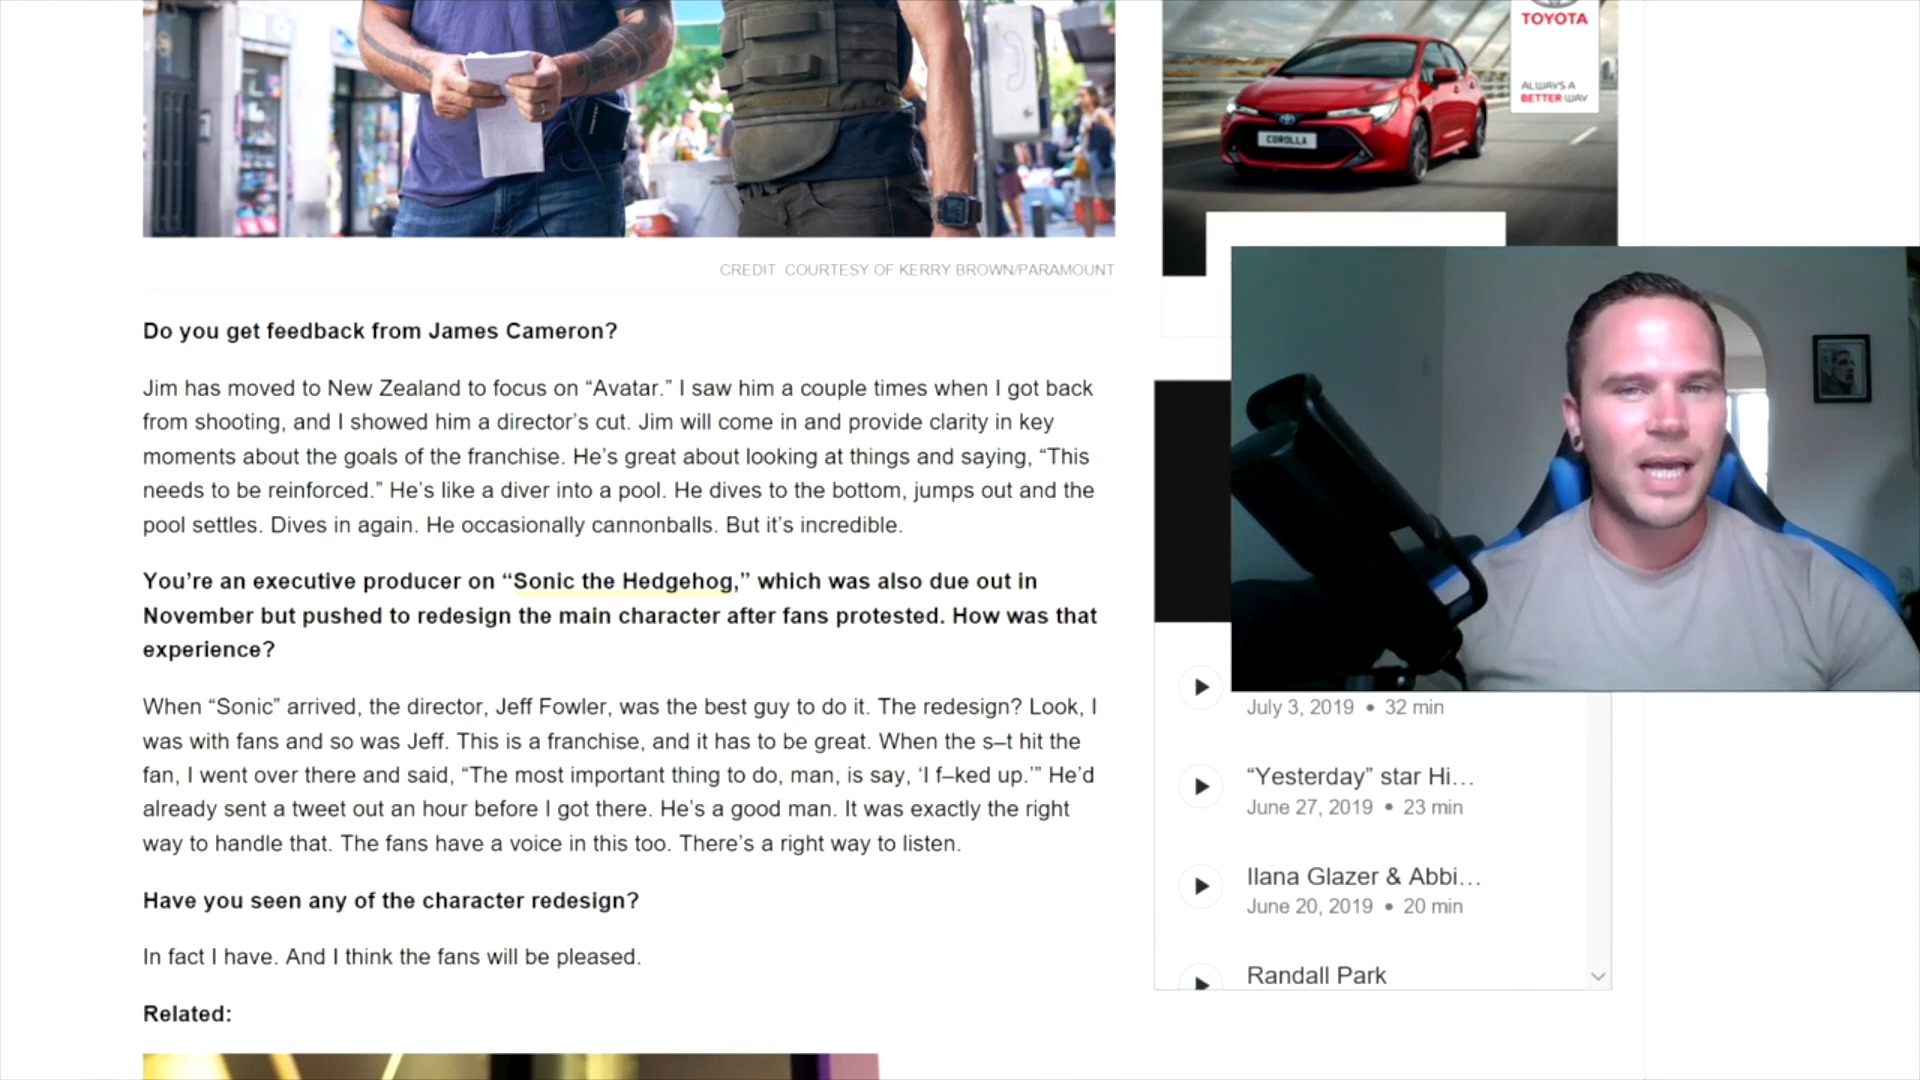 TOYOTA
ALWAYS A
BETTER WAY
COROLLA
CREDIT COURTESY OF KERRY BROWN/PARAMOUNT
Do you get feedback from James Cameron?
Jim has moved to New Zealand to focus on “Avatar.” I saw him a couple times when I got back
from shooting, and I showed him a director’s cut. Jim will come in and provide clarity in key
moments about the goals of the franchise. He’s great about looking at things and saying, “This
needs to be reinforced.” He’s like a diver into a pool. He dives to the bottom, jumps out and the
pool settles. Dives in again. He occasionally cannonballs. But it’s incredible.
You’re an executive producer on “Sonic the Hedgehog,” which was also due out in
November but pushed to redesign the main character after fans protested. How was that
experience?
When “Sonic” arrived, the director, Jeff Fowler, was the best guy to do it. The redesign? Look, I
was with fans and so was Jeff. This is a franchise, and it has to be great. When the s–t hit the
fan, I went over there and said, “The most important thing to do, man, is say, ‘I f–ked up.’” He’d
already sent a tweet out an hour before I got there. He’s a good man. It was exactly the right
way to handle that. The fans have a voice in this too. There’s a right way to listen.
Have you seen any of the character redesign?
In fact I have. And I think the fans will be pleased.
Related:
July 3, 2019 • 32 min
“Yesterday” star Hi…
June 27, 2019 • 23 min
Ilana Glazer & Abbi…
June 20, 2019 • 20 min
Randall Park